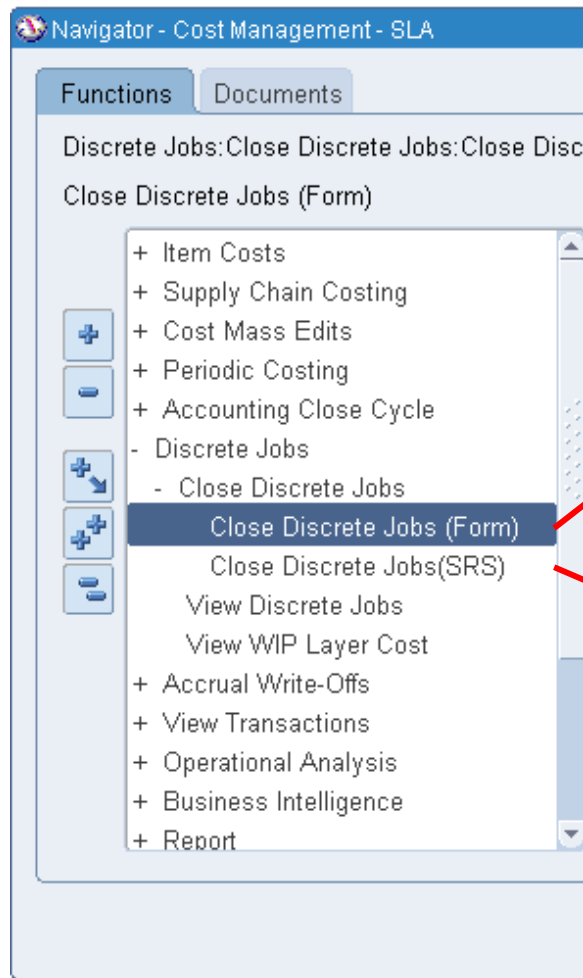 Navigator - Cost Management - SLA
Functions Documents
Discrete Jobs:Close Discrete Jobs:Close Disc
Close Discrete Jobs (Form)
+ Item Costs
+ Supply Chain Costing
+ Cost Mass Edits
+ Periodic Costing
+ Accounting Close Cycle
- Discrete Jobs
- Close Discrete Jobs
Close Discrete Jobs (Form)
Close Discrete Jobs(SRS)
View Discrete Jobs
View WIP Layer Cost
+ Accrual Write-Offs
+ View Transactions
+ Operational Analysis
+ Business Intelligence
+ Report